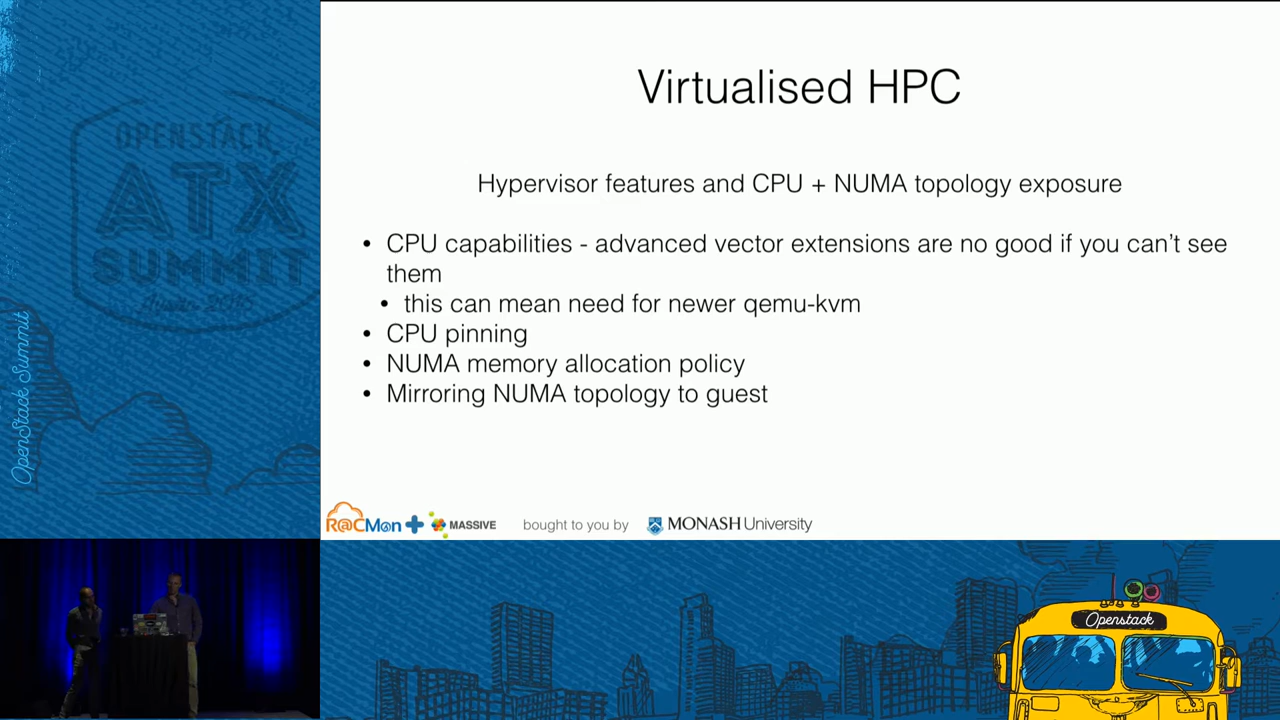 OPENSTACK
ATX
SUMMIT
Austin 2016
OpenStack Summit
Virtualised HPC
Hypervisor features and CPU + NUMA topology exposure
• CPU capabilities - advanced vector extensions are no good if you can't see
them
• this can mean need for newer qemu-kvm
• CPU pinning
• NUMA memory allocation policy
• Mirroring NUMA topology to guest
R@CMon + MASSIVE bought to you by MONASH University
Openstack